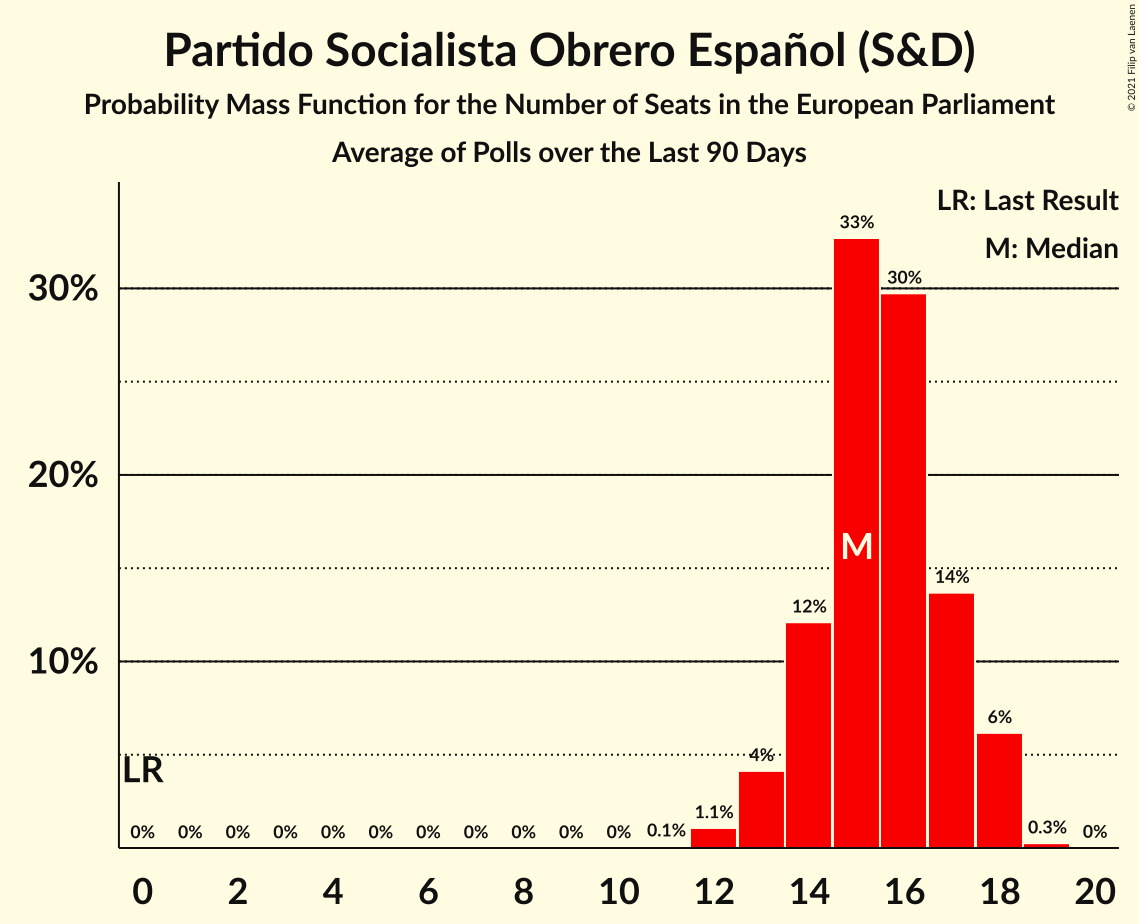 Partido Socialista Obrero Español (S&D)
Probability Mass Function for the Number of Seats in the European Parliament
Average of Polls over the Last 90 Days
© 2021 Filip van Laenen
LR: Last Result
M: Median
33%
30%
30%
20%
M
14%
12%
10%
6%
4%
LR
1.1%
0% 0% 0% 0% 0% 0% 0% 0% 0% 0% 0% 0.1% 0.3% 0%
0 2 4 6 8 10 12 14 16 18 20